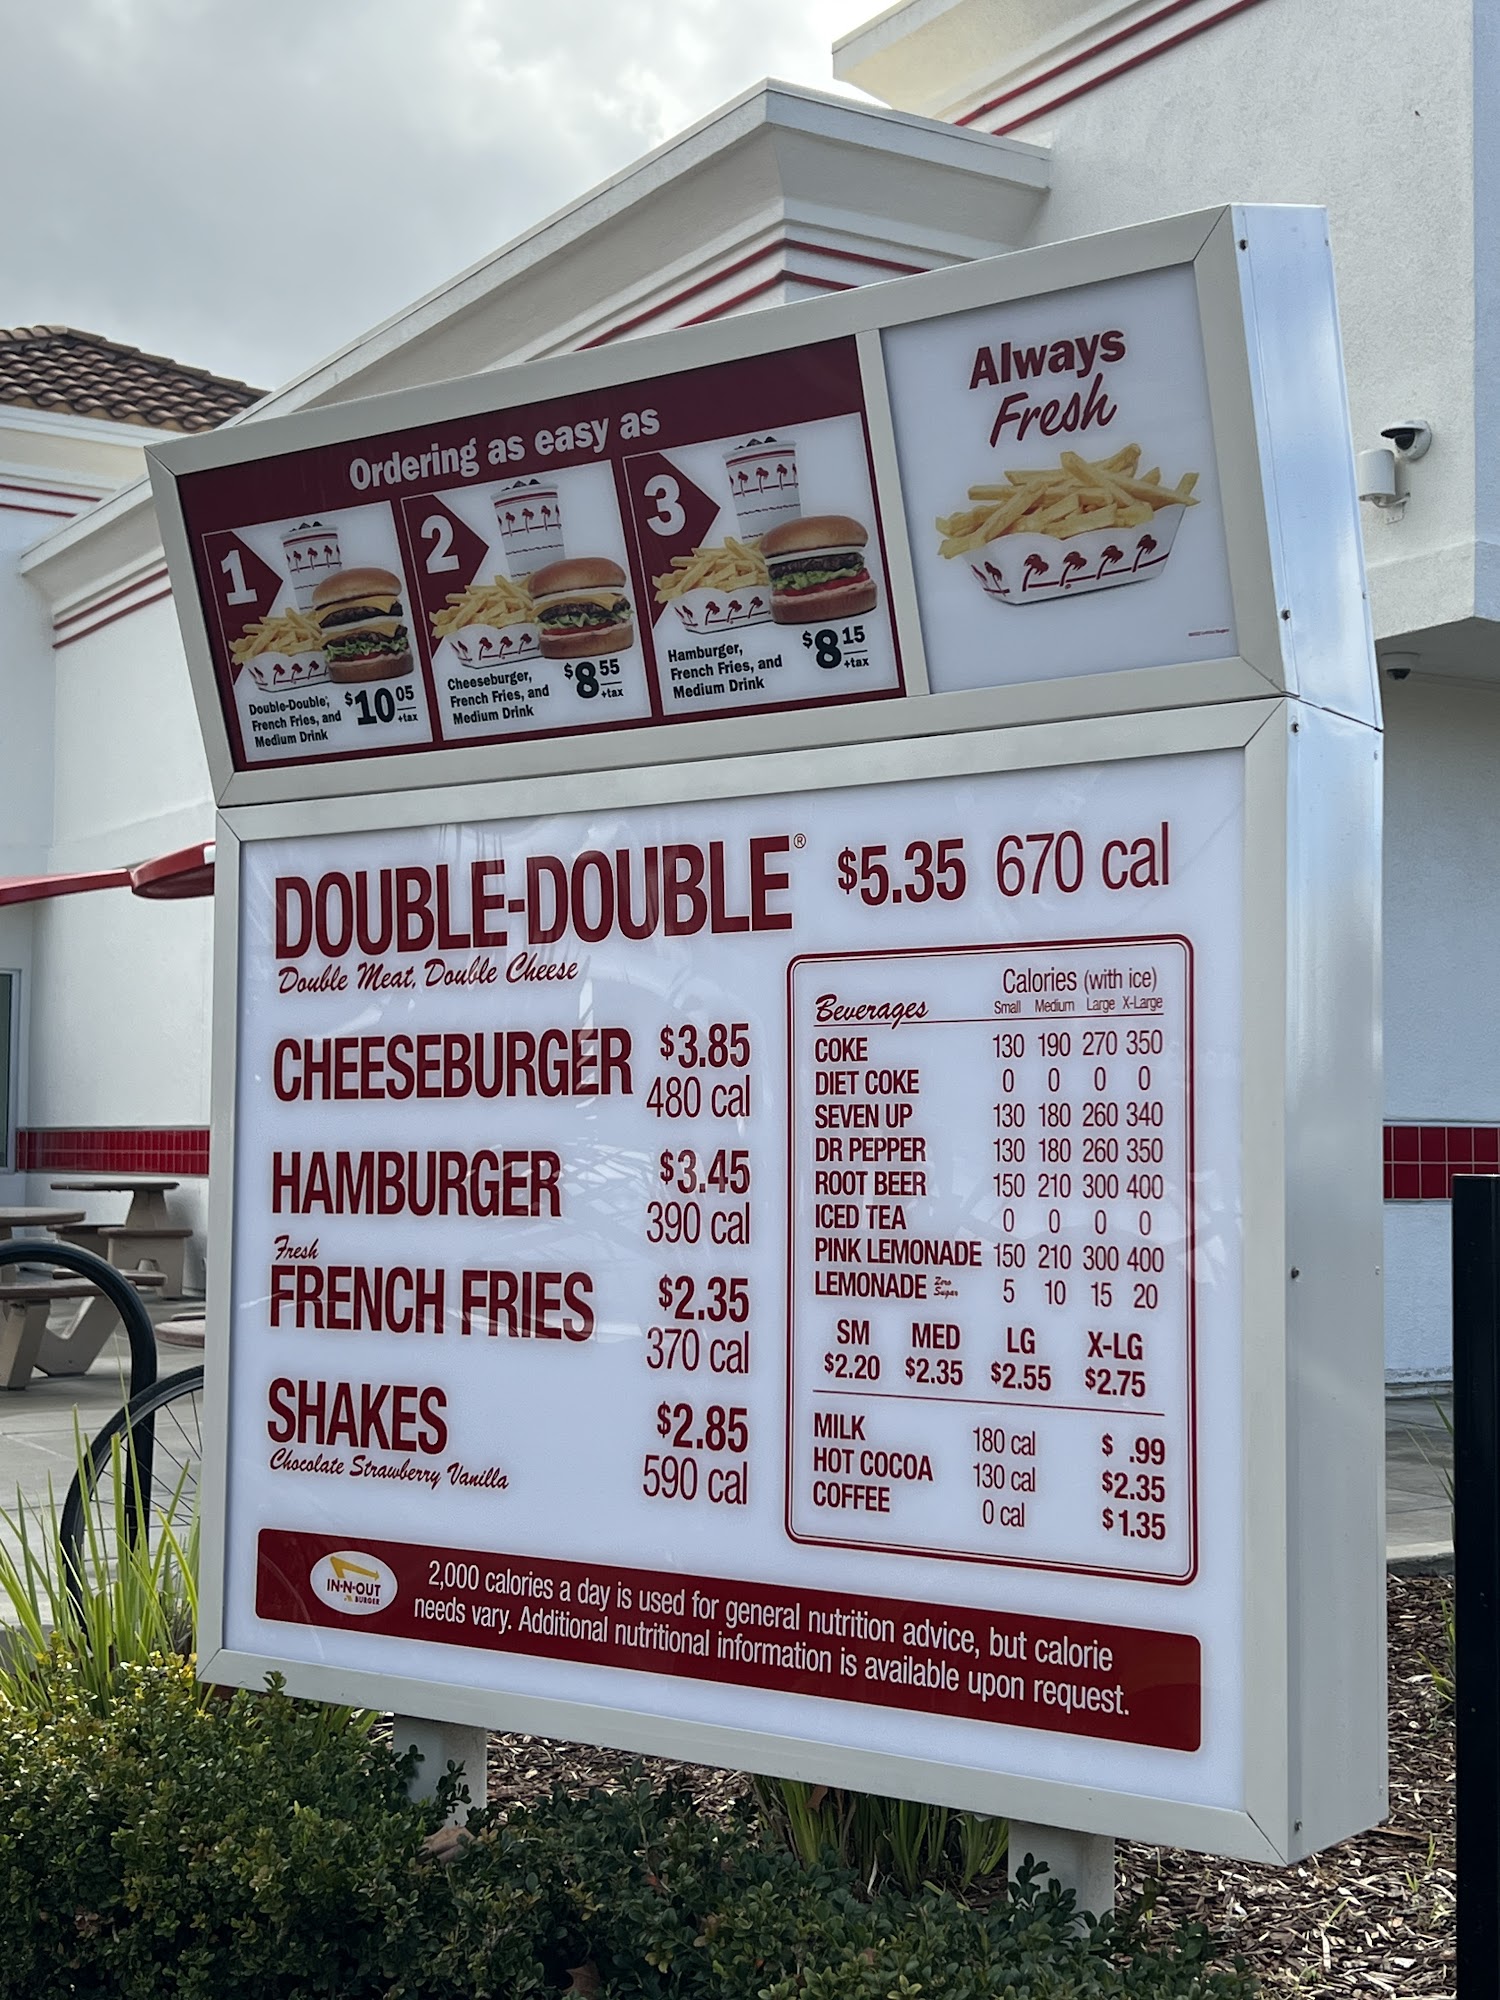 Ordering as easy as
1
Double-Double,
French Fries, and
Medium Drink
$10 05
+tax
2
Cheeseburger,
French Fries, and
Medium Drink
$8 55
+tax
3
Hamburger,
French Fries, and
Medium Drink
$8 15
+tax
Always
Fresh
DOUBLE-DOUBLE® $5.35 670 cal
Double Meat, Double Cheese
CHEESEBURGER $3.85
480 cal
HAMBURGER $3.45
390 cal
Fresh
FRENCH FRIES $2.35
370 cal
SHAKES $2.85
Chocolate Strawberry Vanilla 590 cal
Calories (with ice)
Beverages Small Medium Large X-Large
COKE 130 190 270 350
DIET COKE 0 0 0 0
SEVEN UP 130 180 260 340
DR PEPPER 130 180 260 350
ROOT BEER 150 210 300 400
ICED TEA 0 0 0 0
PINK LEMONADE 150 210 300 400
LEMONADE Zero Sugar 5 10 15 20
SM MED LG X-LG
$2.20 $2.35 $2.55 $2.75
MILK 180 cal $ .99
HOT COCOA 130 cal $2.35
COFFEE 0 cal $1.35
IN-N-OUT
BURGER
2,000 calories a day is used for general nutrition advice, but calorie
needs vary. Additional nutritional information is available upon request.